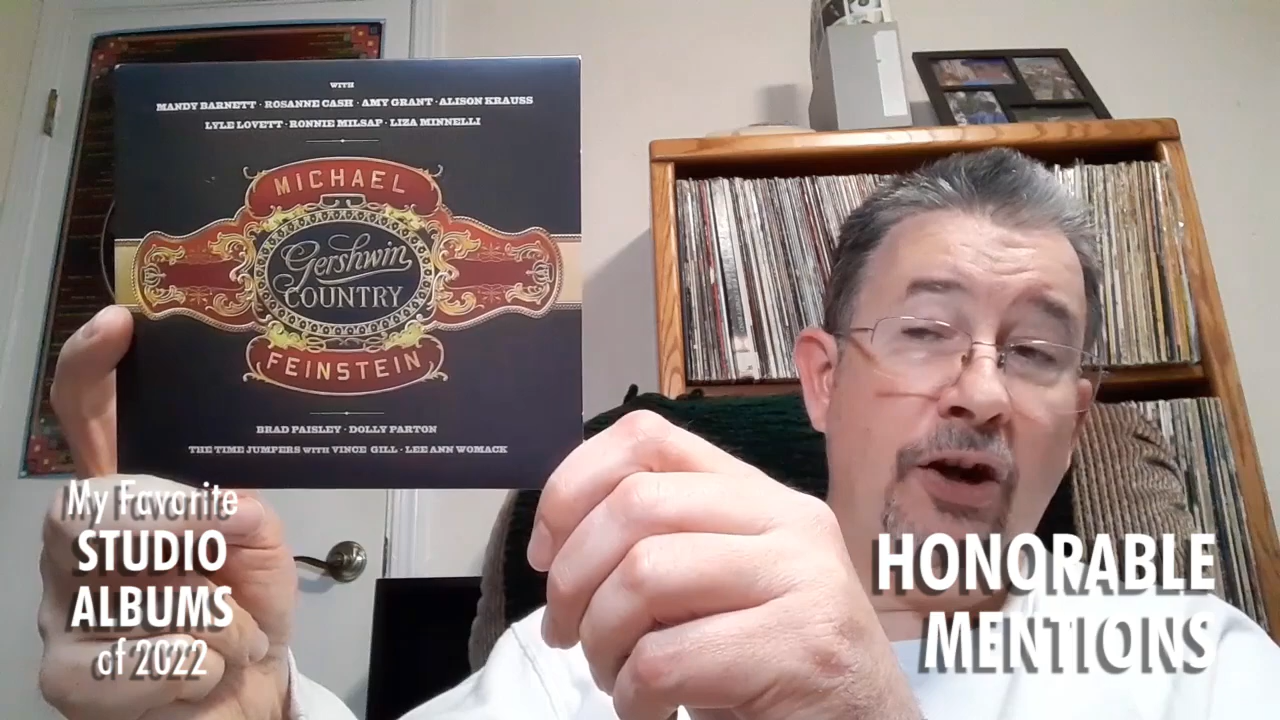 WITH
MANDY BARNETT · ROSANNE CASH · AMY GRANT · ALISON KRAUSS
LYLE LOVETT · RONNIE MILSAP · LIZA MINNELLI
MICHAEL
Gershwin
COUNTRY
FEINSTEIN
BRAD PAISLEY · DOLLY PARTON
THE TIME JUMPERS WITH VINCE GILL · LEE ANN WOMACK
My Favorite
STUDIO
ALBUMS
of 2022
HONORABLE
MENTIONS